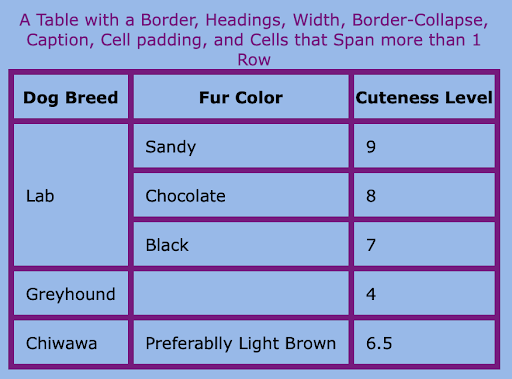 A Table with a Border, Headings, Width, Border-Collapse,
Caption, Cell padding, and Cells that Span more than 1
Row
Dog Breed Fur Color Cuteness Level
Lab Sandy 9
Chocolate 8
Black 7
Greyhound 4
Chiwawa Preferablly Light Brown 6.5